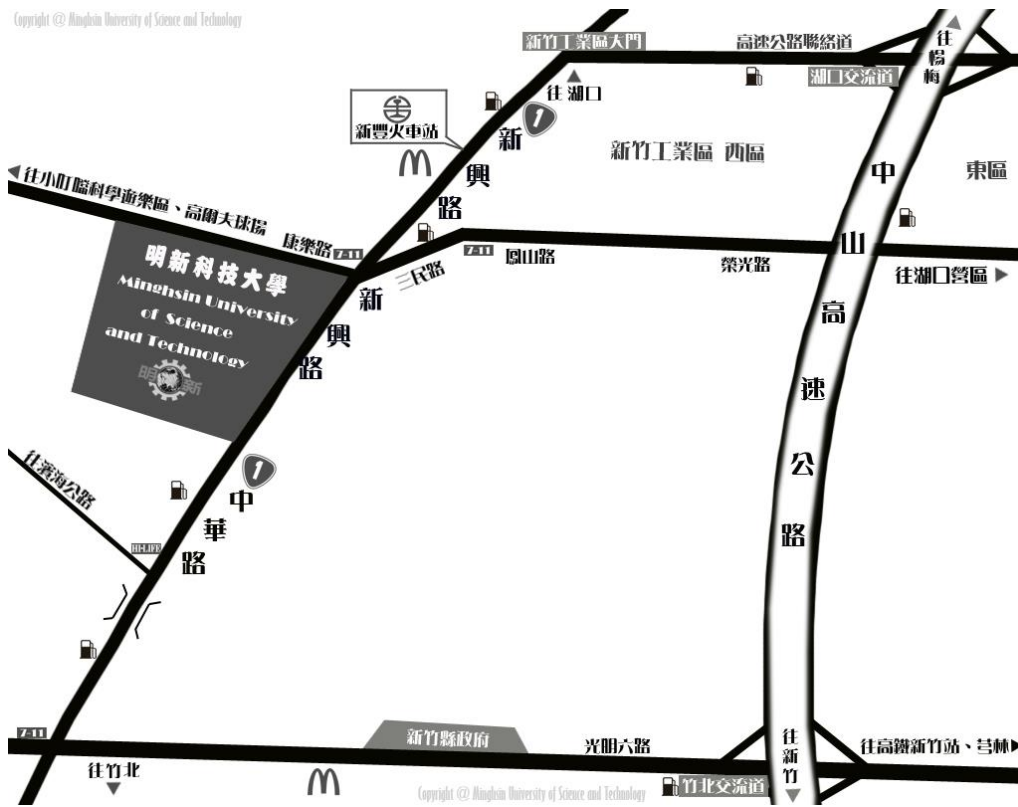 Copyright @ Minghsin University of Science and Technology
新竹工業區大門
高速公路聯絡道
往楊梅
湖口交流道
往湖口
新豐火車站
1
新興路
新竹工業區 西區
東區
中山高速公路
往小叮噹科學遊樂區、高爾夫球場
康樂路
7-11
三民路
7-11
鳳山路
榮光路
往湖口營區
明新科技大學
Minghsin University
of Science
and Technology
明新
新興路
1
中華路
往濱海公路
HI-LIFE
7-11
新竹縣政府
光明六路
往新竹
往高鐵新竹站、芎林
往竹北
竹北交流道
Copyright @ Minghsin University of Science and Technology